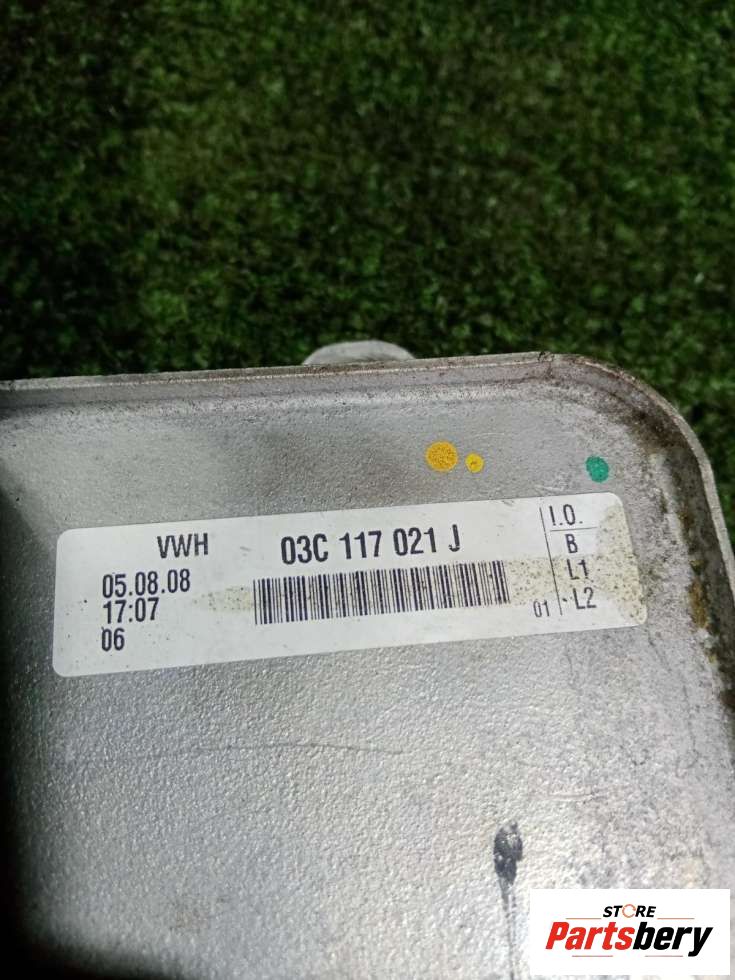 VWH 03C 117 021 J I.O.
05.08.08 B
17:07 L1
06 01 L2
STORE
Partsbery